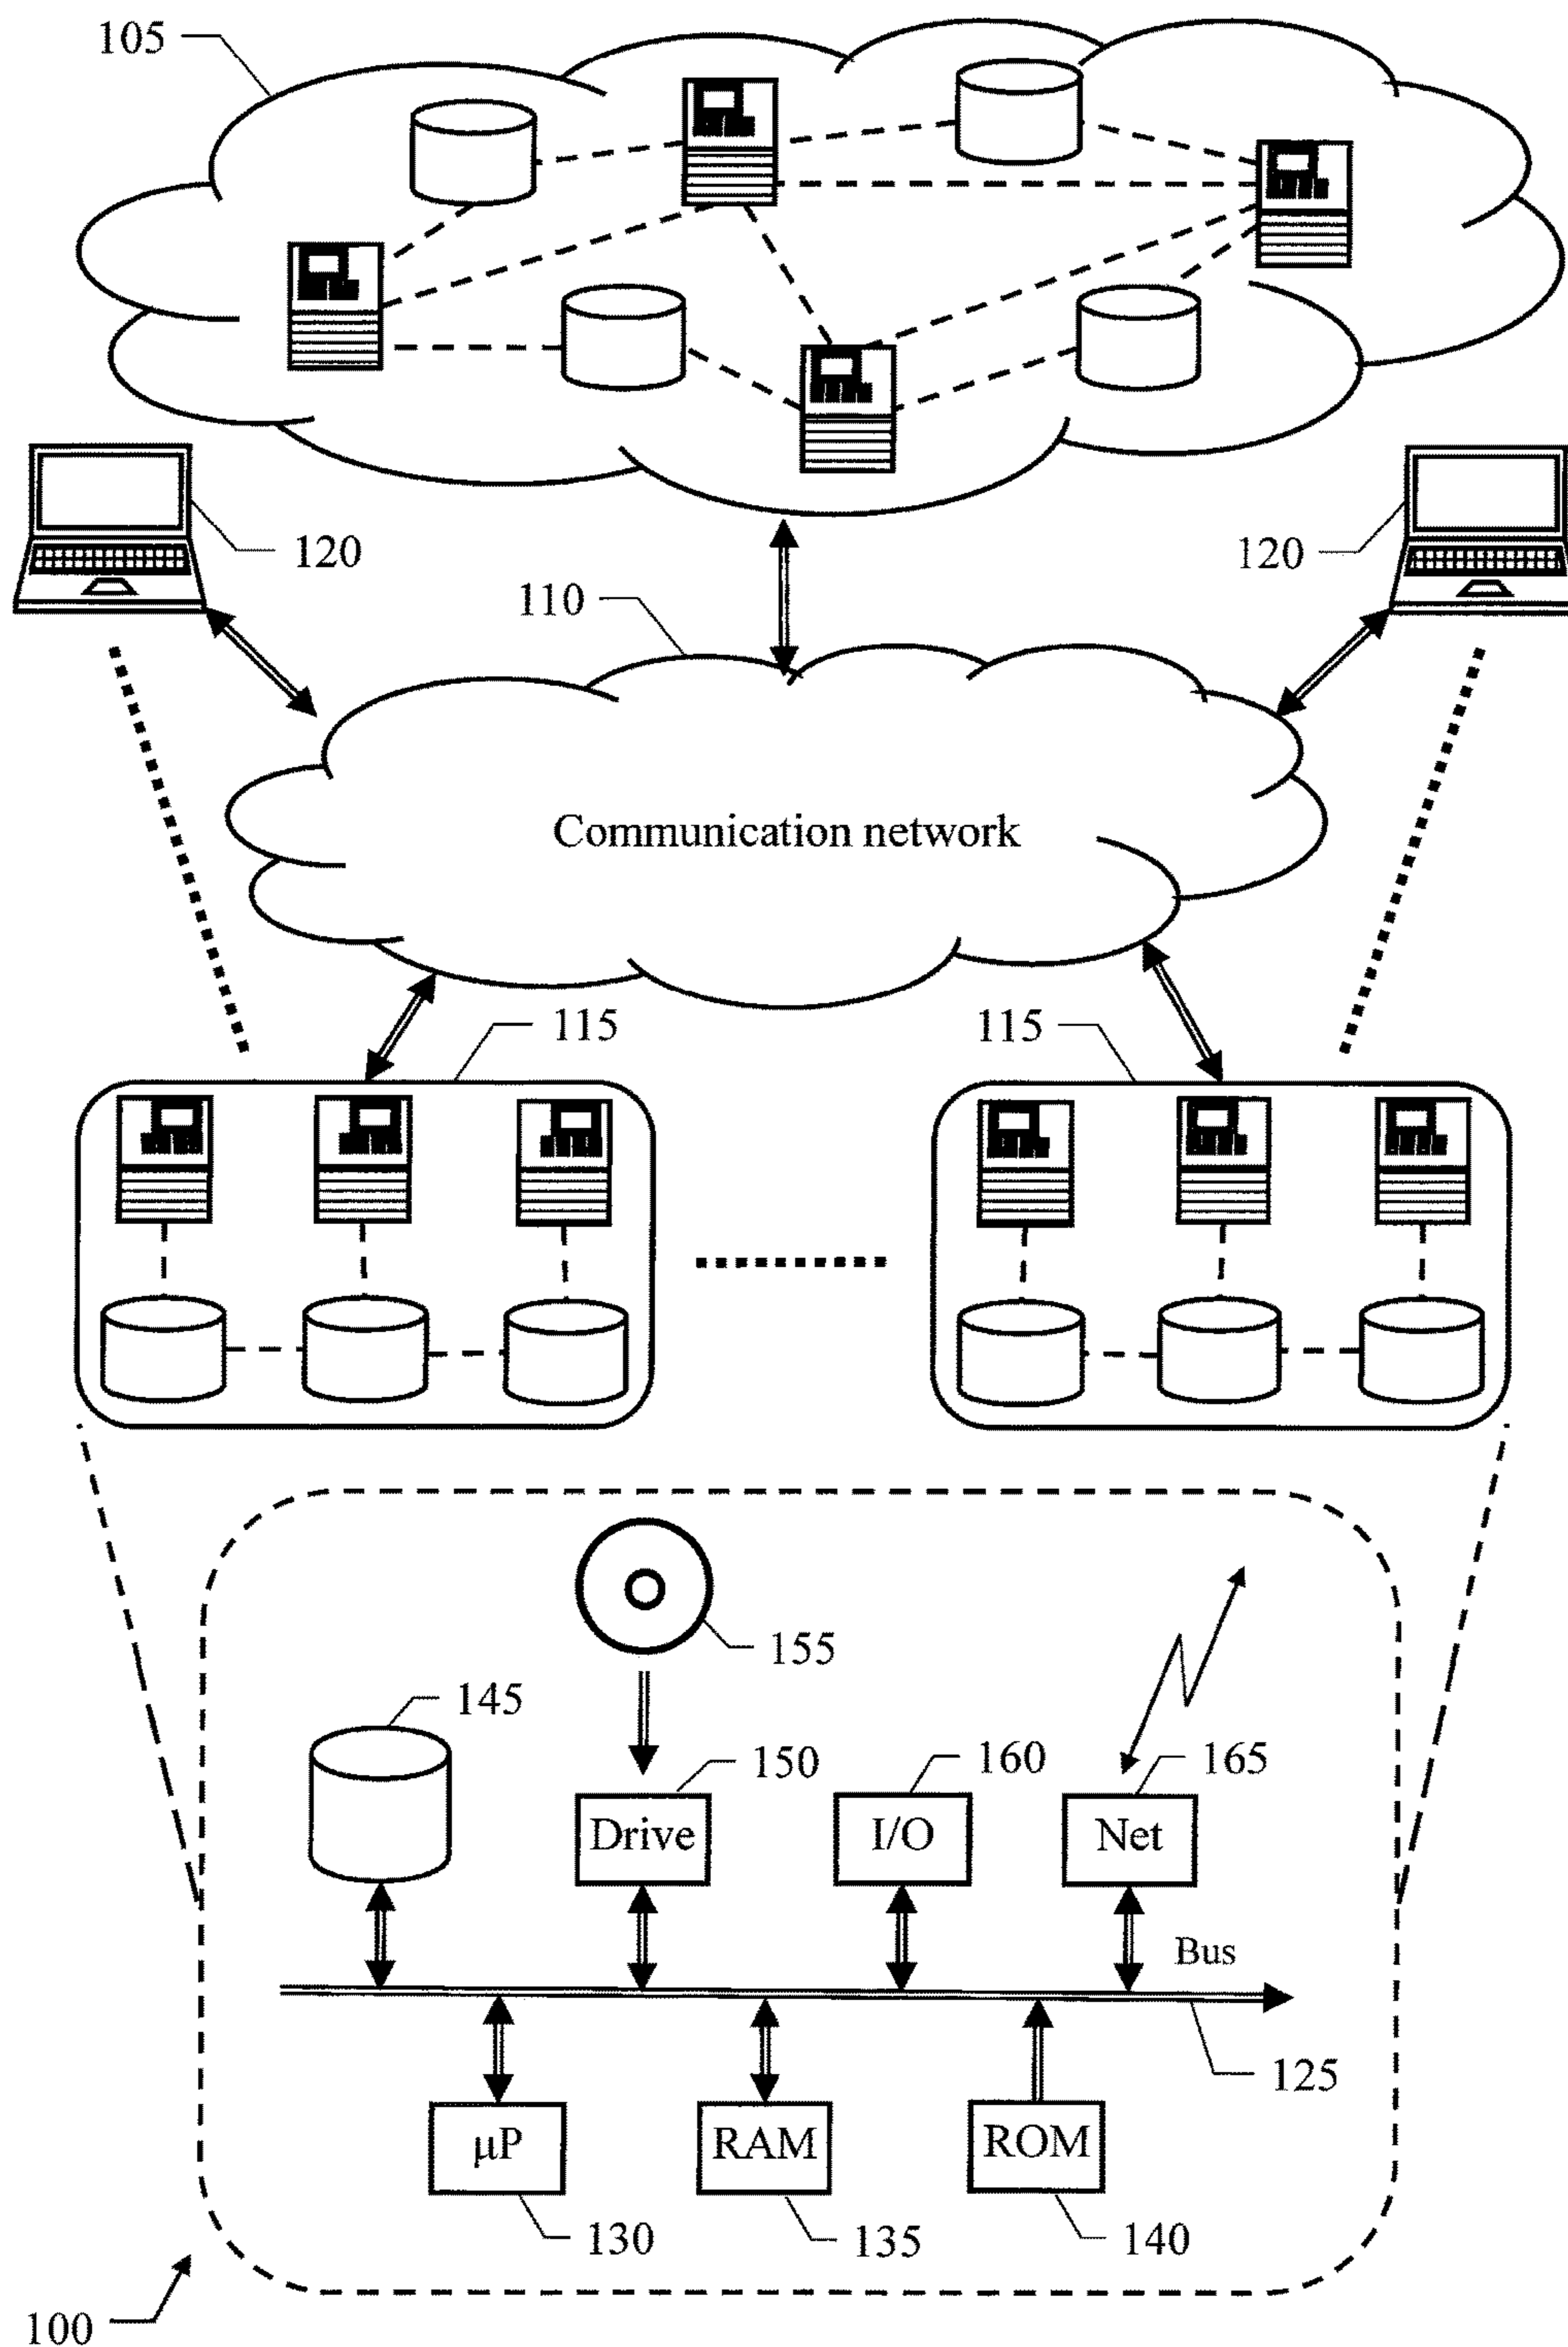 105
120
120
110
Communication network
115
115
155
145
150
160
165
Drive
I/O
Net
Bus
125
μP
RAM
ROM
130
135
140
100